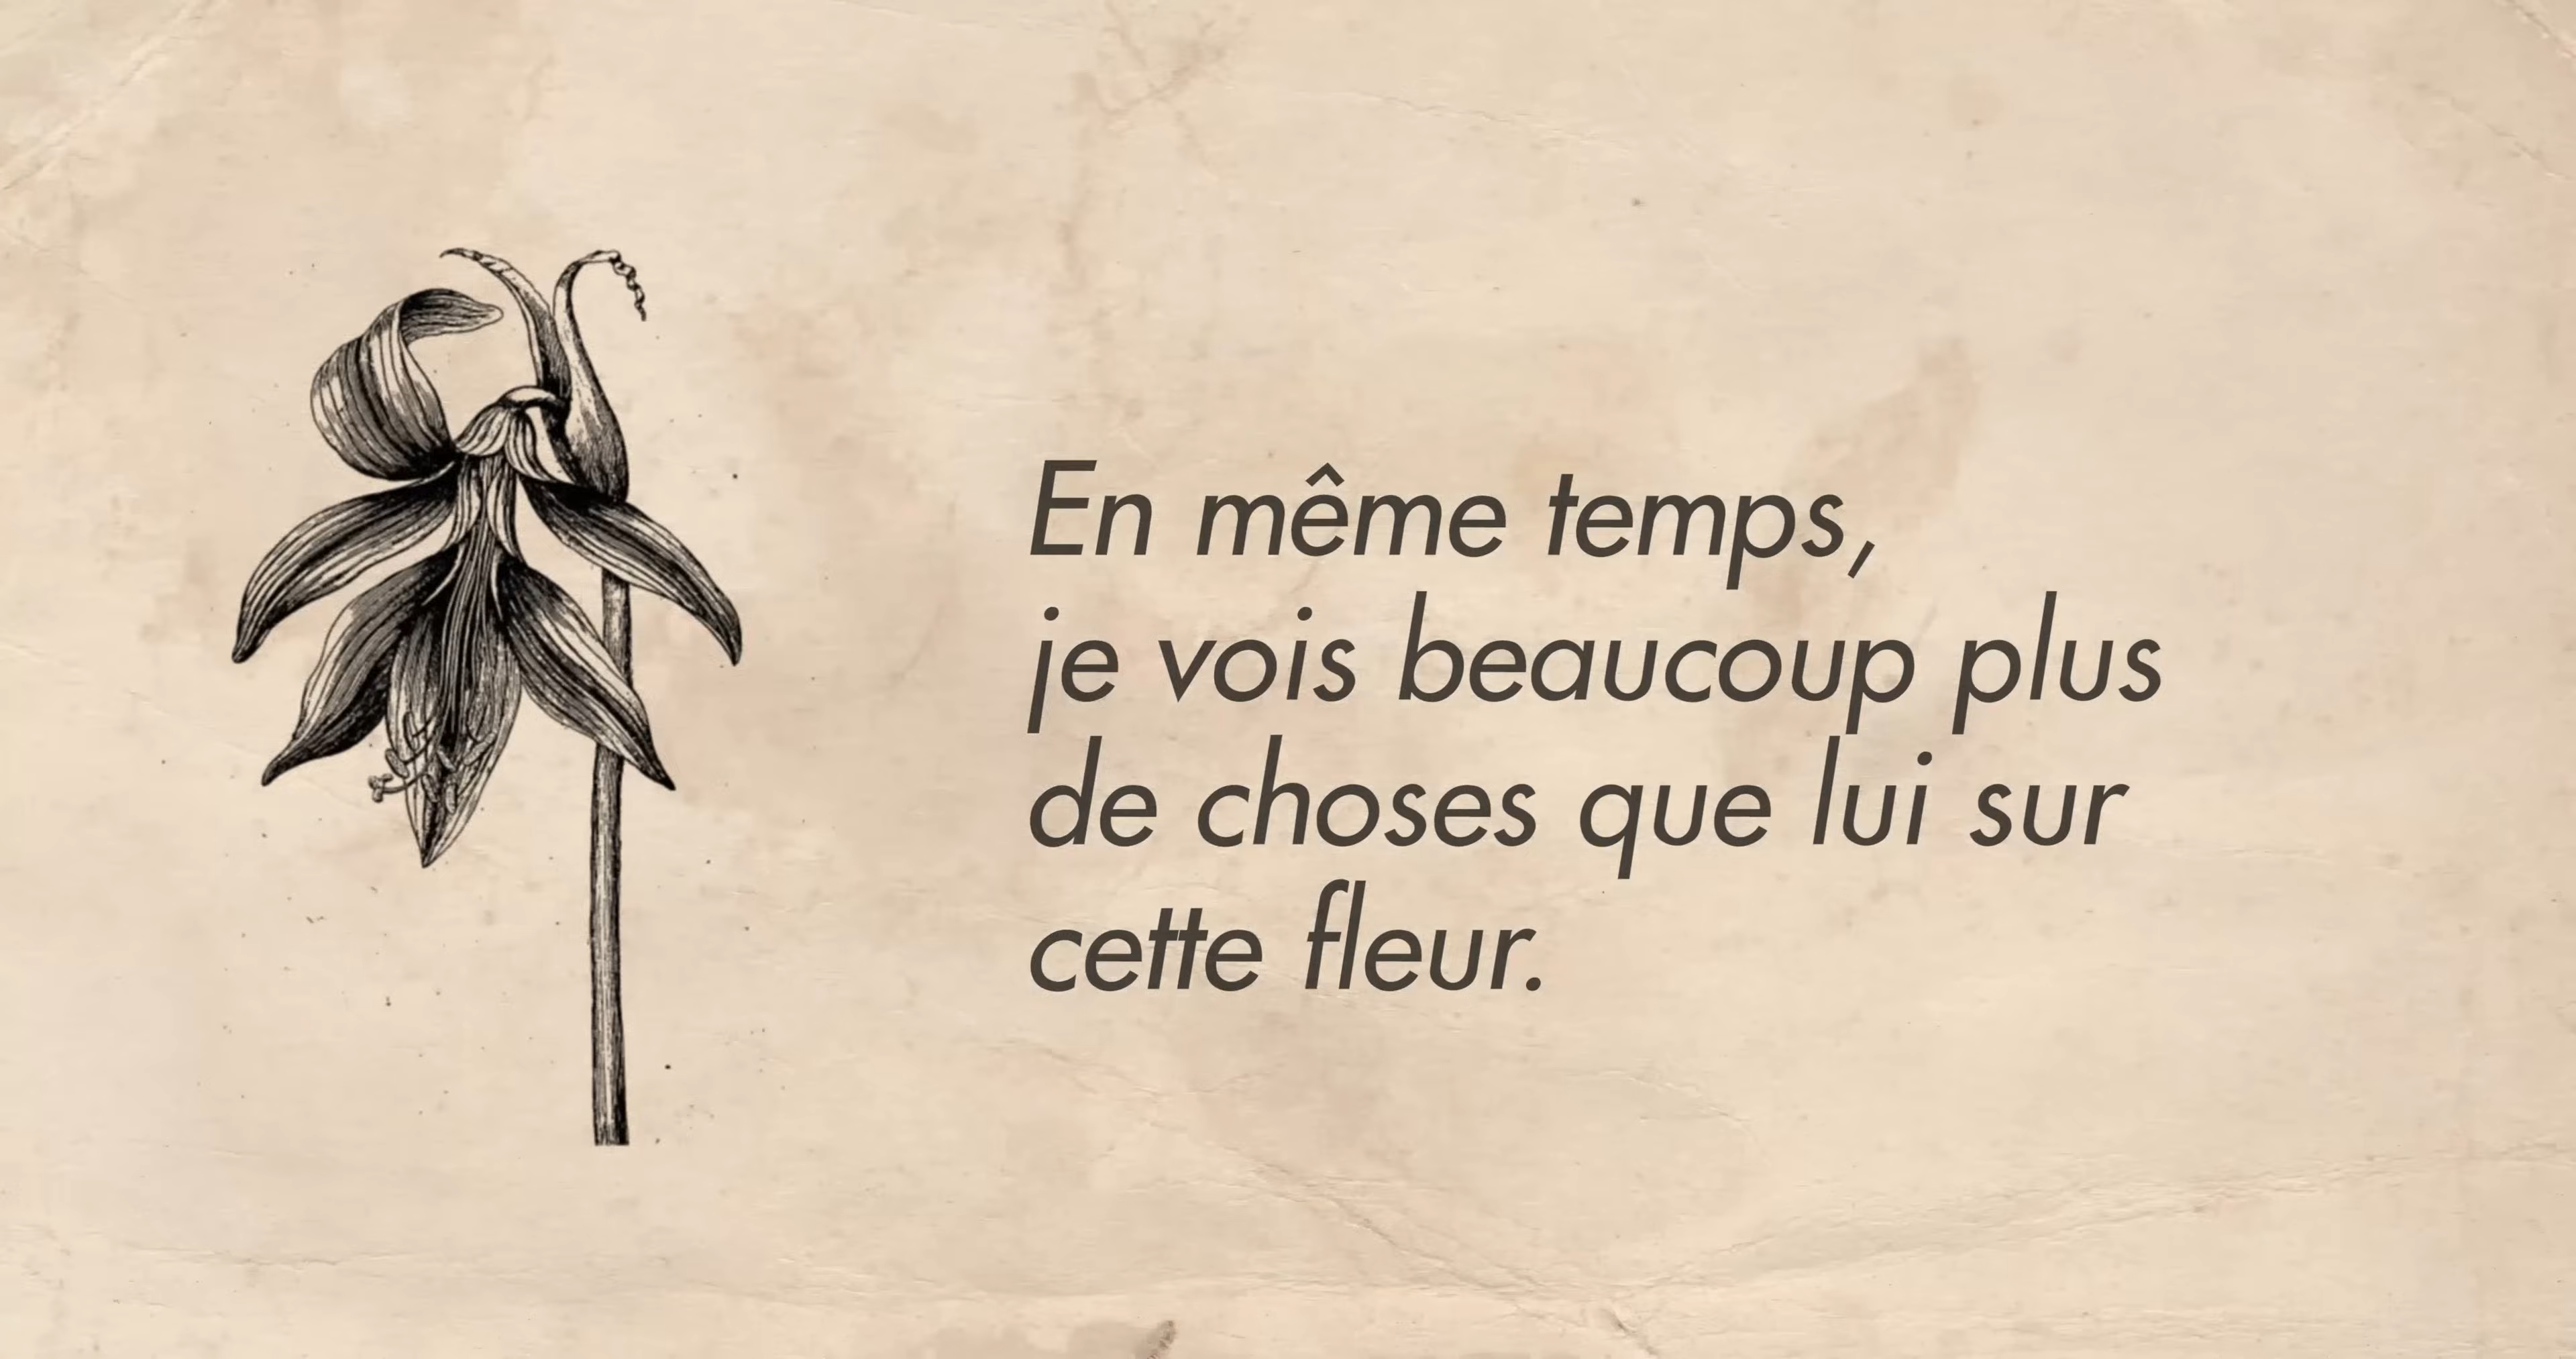 En même temps,
je vois beaucoup plus
de choses que lui sur
cette fleur.